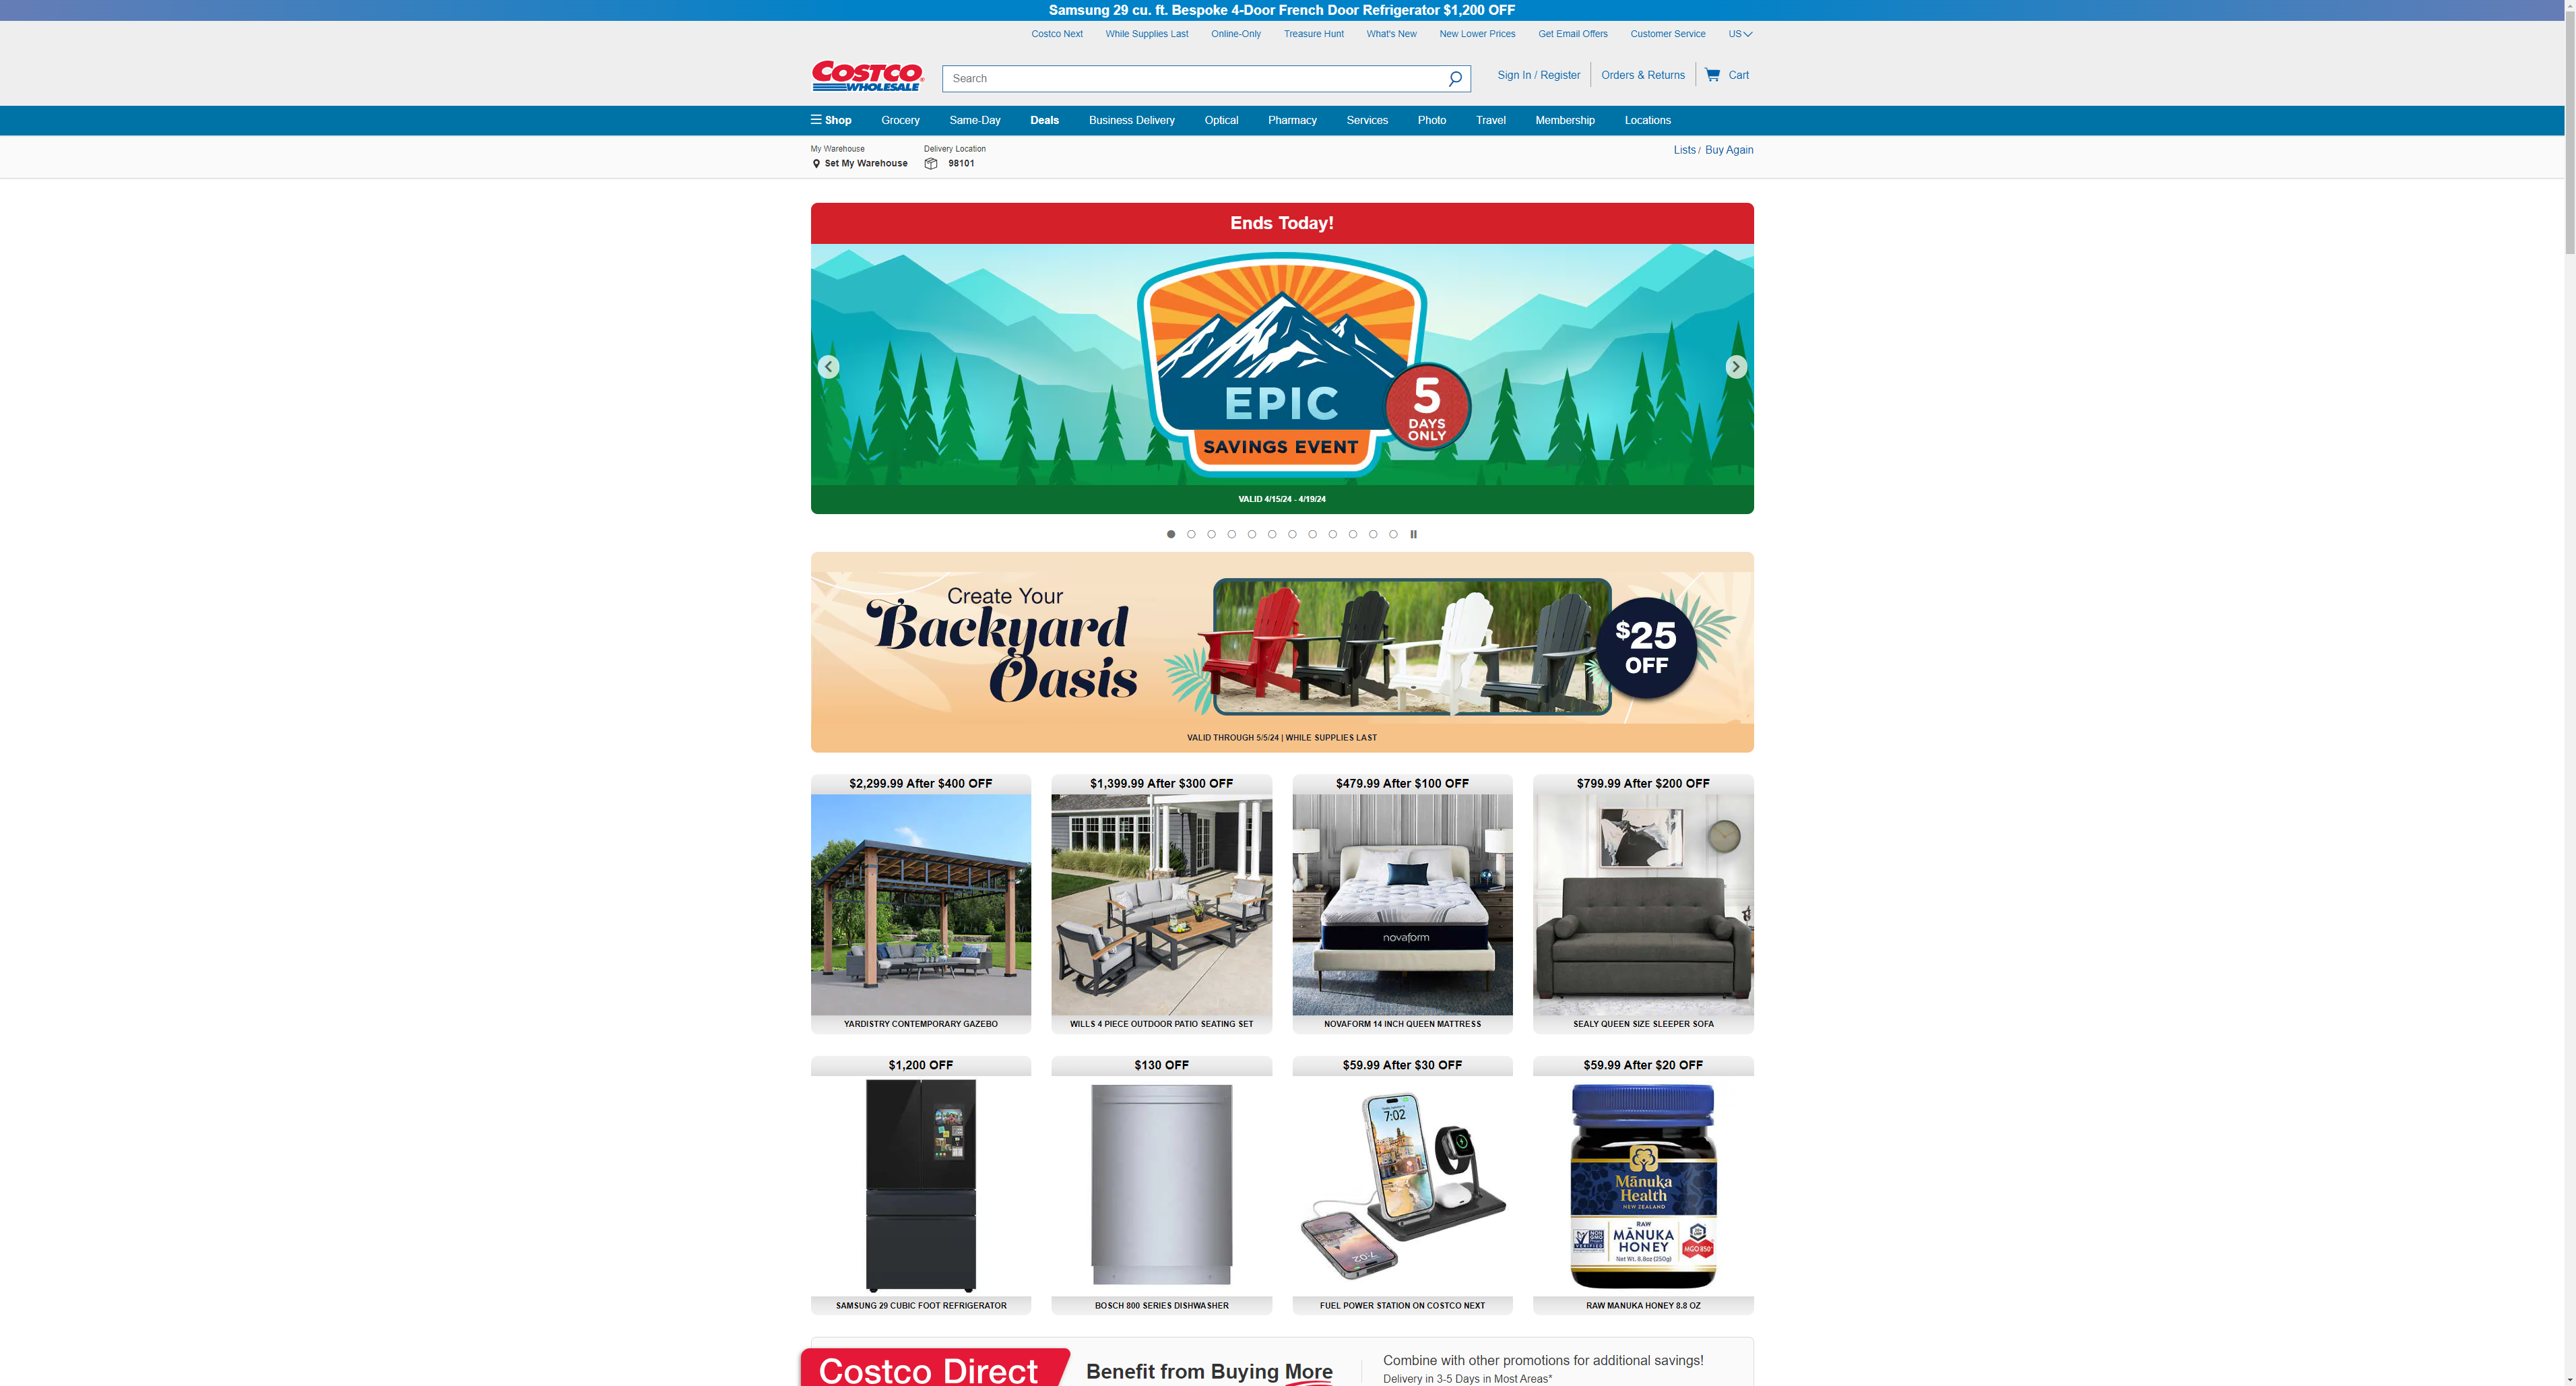 Samsung 29 cu. ft. Bespoke 4-Door French Door Refrigerator $1,200 OFF
Costco Next While Supplies Last Online-Only Treasure Hunt What's New New Lower Prices Get Email Offers Customer Service US
COSTCO
WHOLESALE
Search
Sign In / Register Orders & Returns Cart
Shop Grocery Same-Day Deals Business Delivery Optical Pharmacy Services Photo Travel Membership Locations
My Warehouse Delivery Location
Set My Warehouse 98101
Lists / Buy Again
Ends Today!
EPIC
SAVINGS EVENT
5
DAYS
ONLY
VALID 4/15/24 - 4/19/24
Create Your
Backyard
Oasis
$25
OFF
VALID THROUGH 5/5/24 | WHILE SUPPLIES LAST
$2,299.99 After $400 OFF
YARDISTRY CONTEMPORARY GAZEBO
$1,399.99 After $300 OFF
WILLS 4 PIECE OUTDOOR PATIO SEATING SET
$479.99 After $100 OFF
novaform
NOVAFORM 14 INCH QUEEN MATTRESS
$799.99 After $200 OFF
SEALY QUEEN SIZE SLEEPER SOFA
$1,200 OFF
SAMSUNG 29 CUBIC FOOT REFRIGERATOR
$130 OFF
BOSCH 800 SERIES DISHWASHER
$59.99 After $30 OFF
7:02
7:02
FUEL POWER STATION ON COSTCO NEXT
$59.99 After $20 OFF
Mānuka
Health
NEW ZEALAND
RAW
MĀNUKA
HONEY
Net Wt. 8.8oz (250g)
NON
GMO
MGO 850+
RAW MANUKA HONEY 8.8 OZ
Costco Direct
Benefit from Buying More
Combine with other promotions for additional savings!
Delivery in 3-5 Days in Most Areas*